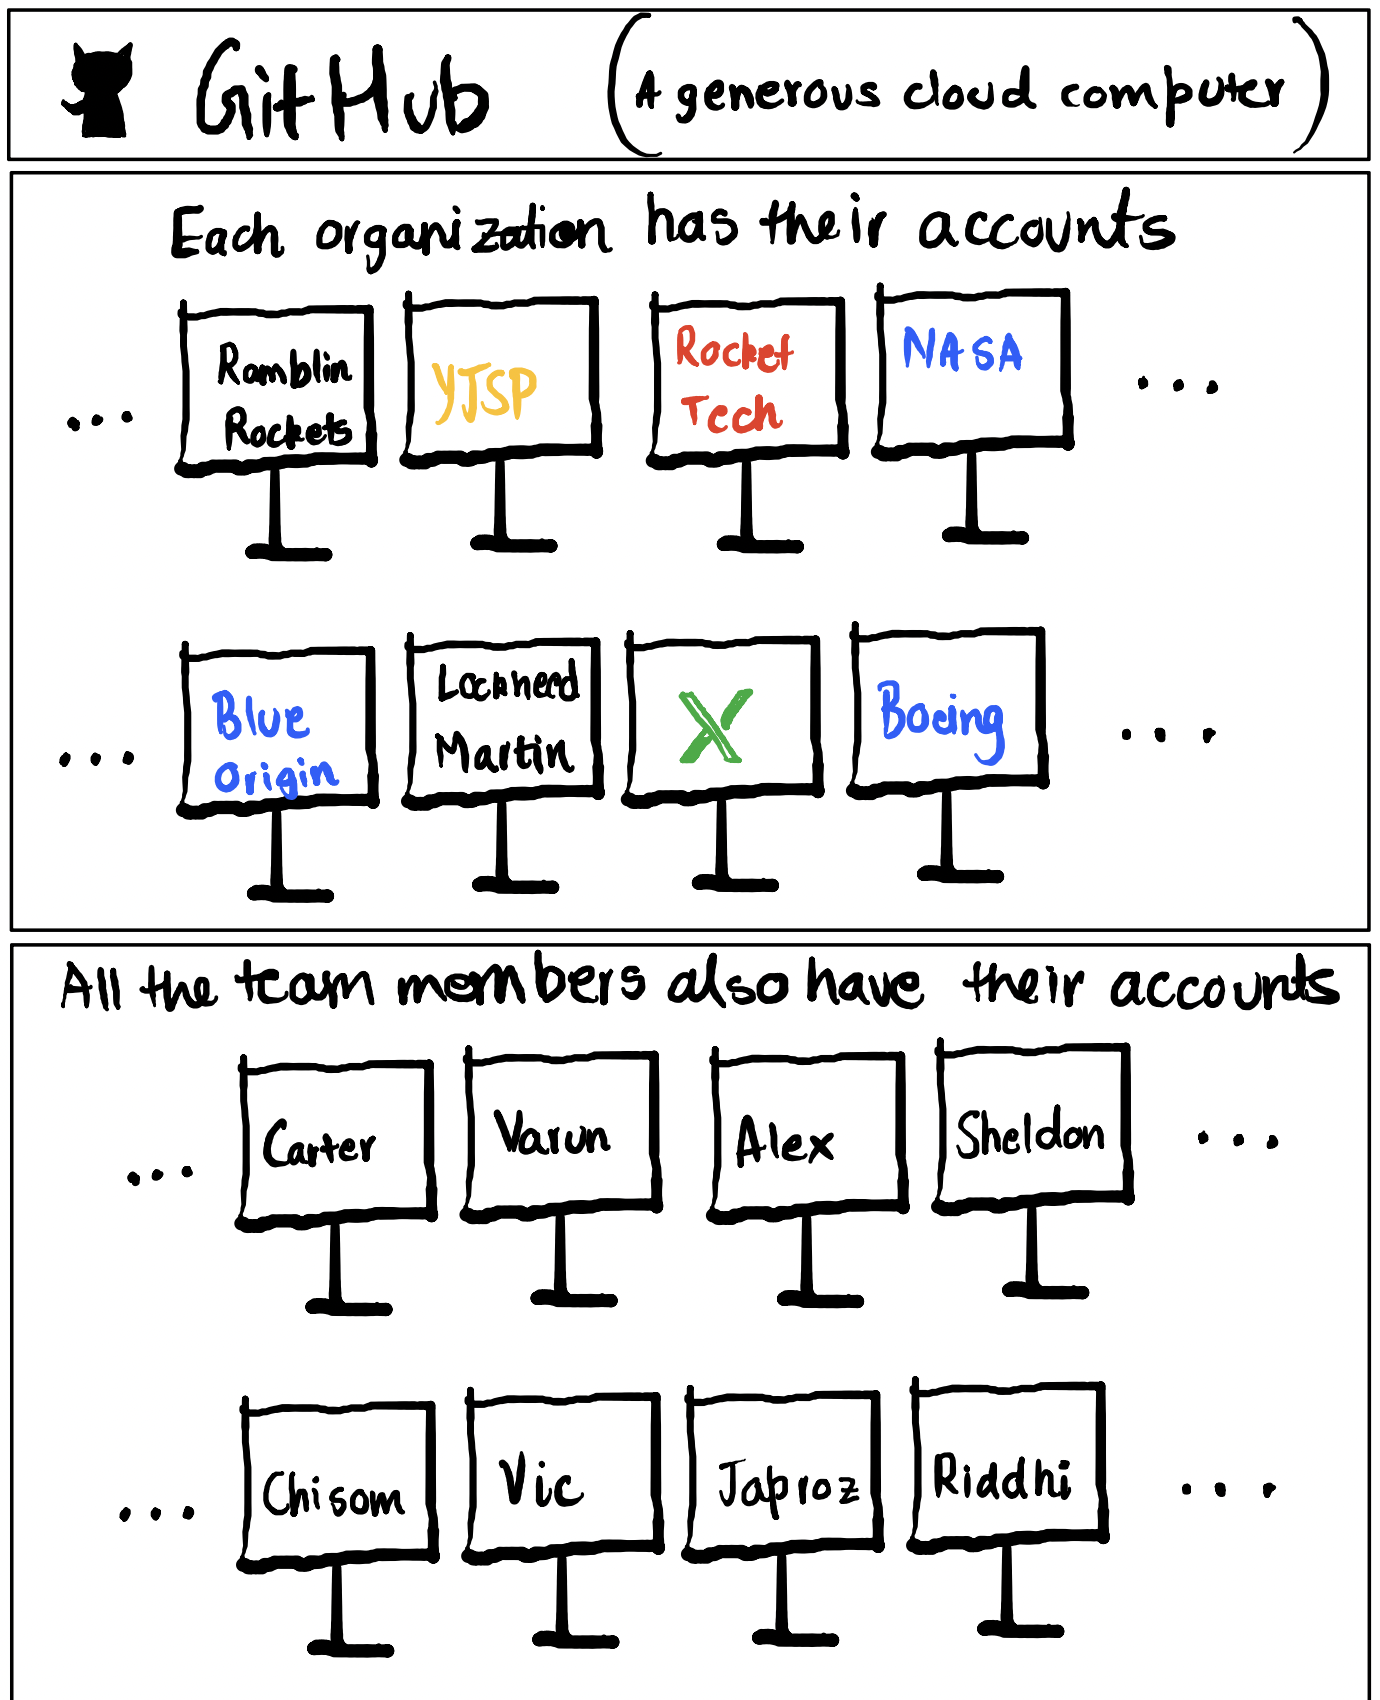 GitHub (A generous cloud computer)
Each organization has their accounts
... Ramblin Rockets
YJSP
Rocket Tech
NASA ...
... Blue Origin
Lockheed Martin
X
Boeing ...
All the team members also have their accounts
... Carter Varun Alex Sheldon ...
... Chisom Vic Japroz Riddhi ...